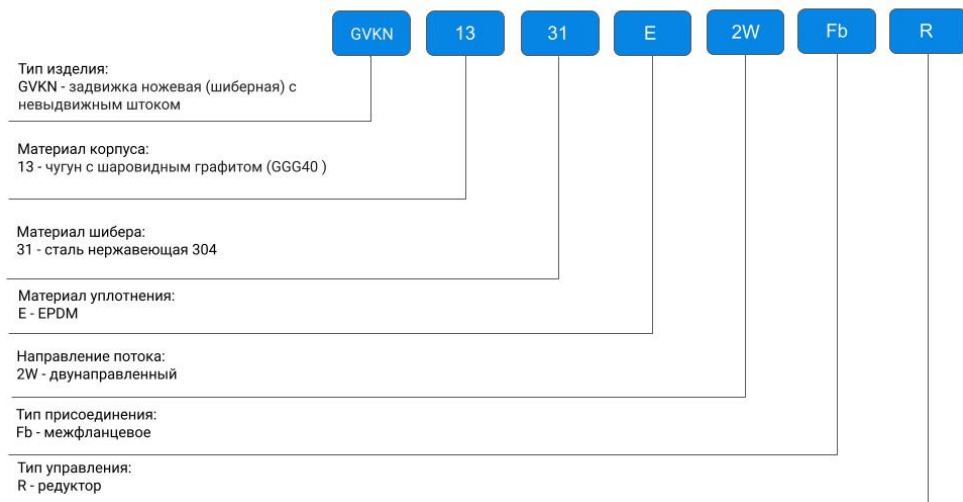 GVKN 13 31 E 2W Fb R
Тип изделия:
GVKN - задвижка ножевая (шиберная) с
невыдвижным штоком
Материал корпуса:
13 - чугун с шаровидным графитом (GGG40 )
Материал шибера:
31 - сталь нержавеющая 304
Материал уплотнения:
E - EPDM
Направление потока:
2W - двунаправленный
Тип присоединения:
Fb - межфланцевое
Тип управления:
R - редуктор